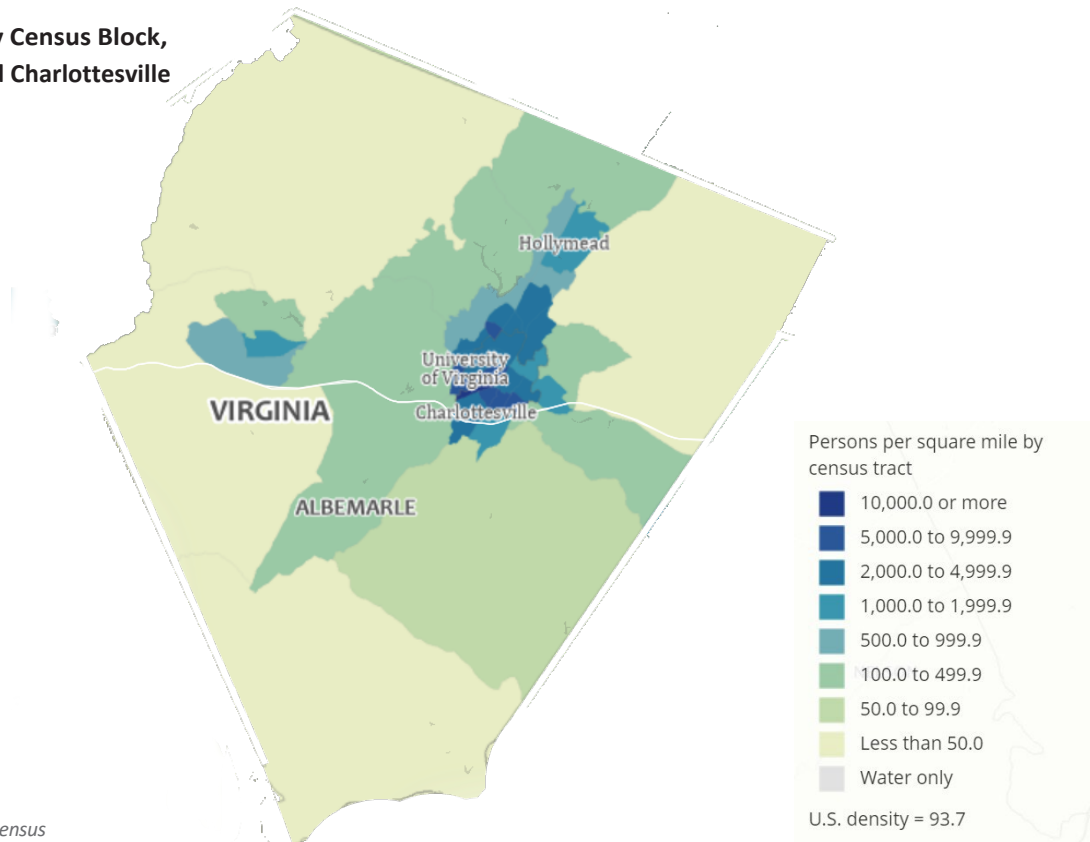 Census Block,
Charlottesville
Hollymead
University
of Virginia
Charlottesville
VIRGINIA
ALBEMARLE
Persons per square mile by
census tract
10,000.0 or more
5,000.0 to 9,999.9
2,000.0 to 4,999.9
1,000.0 to 1,999.9
500.0 to 999.9
100.0 to 499.9
50.0 to 99.9
Less than 50.0
Water only
U.S. density = 93.7
ensus